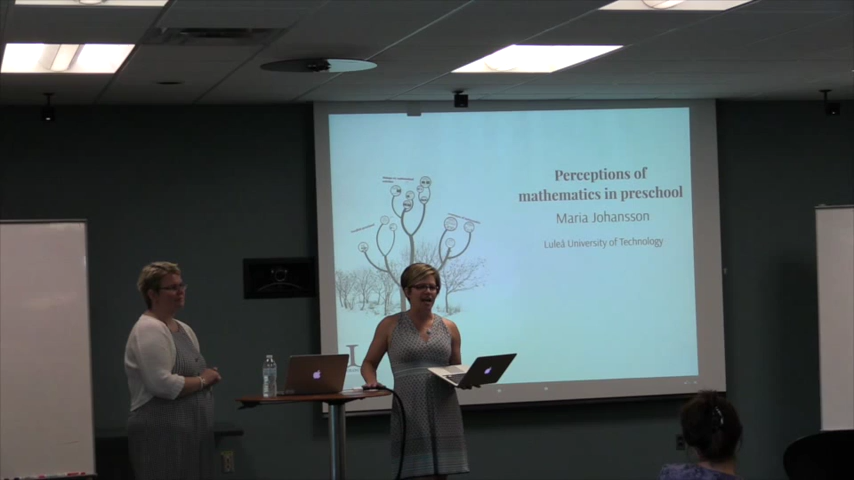 Perceptions of
mathematics in preschool
Maria Johansson
Luleå University of Technology